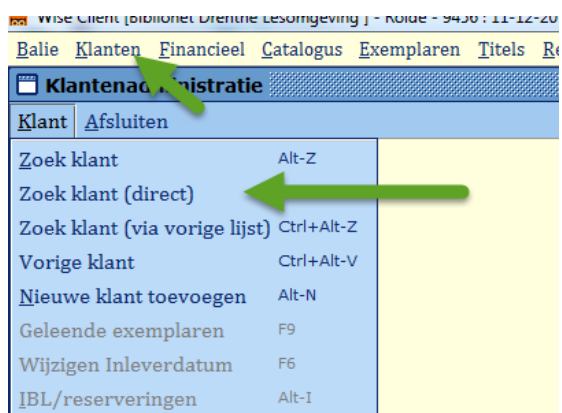 Wise Client [Biblionet Drenthe Lesomgeving ] - Rolde - 9456 : 11-12-20
Balie Klanten Financieel Catalogus Exemplaren Titels
Klantenadministratie
Klant Afsluiten
Zoek klant Alt-Z
Zoek klant (direct)
Zoek klant (via vorige lijst) Ctrl+Alt-Z
Vorige klant Ctrl+Alt-V
Nieuwe klant toevoegen Alt-N
Geleende exemplaren F9
Wijzigen Inleverdatum F6
IBL/reserveringen Alt-I